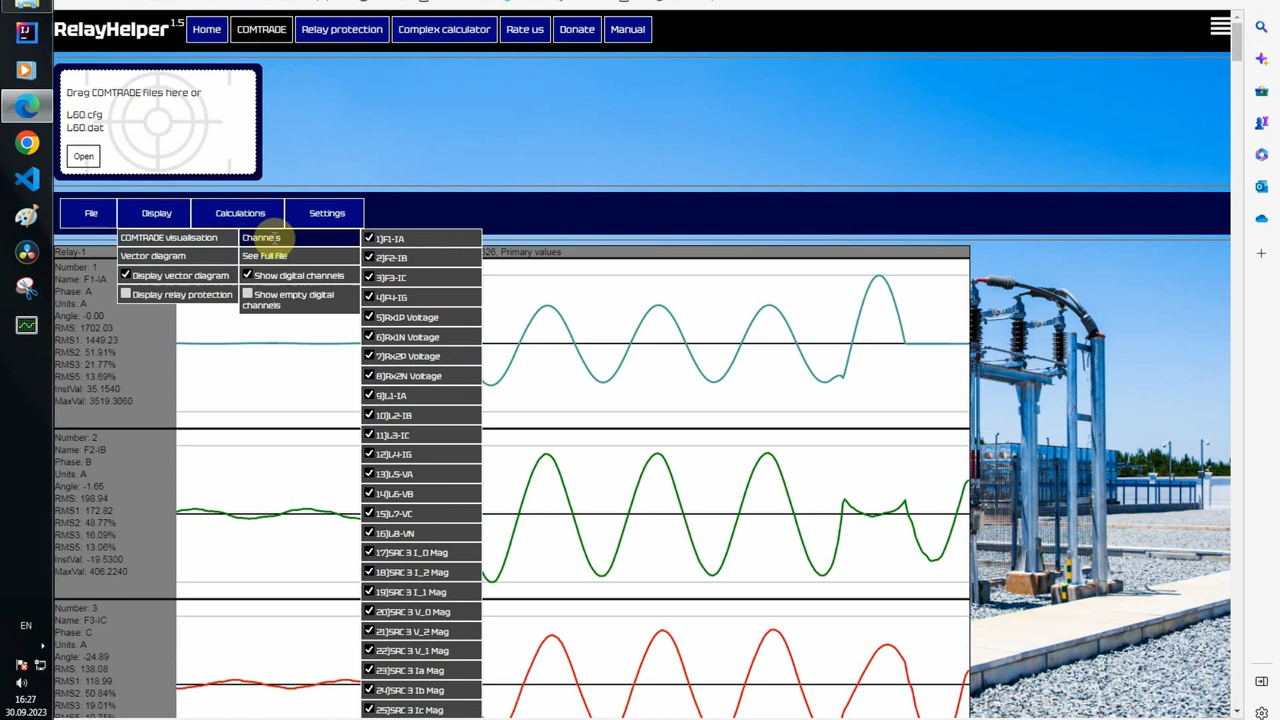 RelayHelper 1.5
Home
COMTRADE
Relay protection
Complex calculator
Rate us
Donate
Manual
Drag COMTRADE files here or
L60.cfg
L60.dat
Open
File
Display
Calculations
Settings
COMTRADE visualisation
Vector diagram
Display vector diagram
Display relay protection
Channels
See full file
Show digital channels
Show empty digital
channels
1)F1-IA
2)F2-IB
3)F3-IC
4)F4-IG
5)Rx1P Voltage
6)Rx1N Voltage
7)Rx2P Voltage
8)Rx2N Voltage
9)L1-IA
10)L2-IB
11)L3-IC
12)L4-IG
13)L5-VA
14)L6-VB
15)L7-VC
16)L8-VN
17)SRC 3 I_0 Mag
18)SRC 3 I_2 Mag
19)SRC 3 I_1 Mag
20)SRC 3 V_0 Mag
21)SRC 3 V_2 Mag
22)SRC 3 V_1 Mag
23)SRC 3 Ia Mag
24)SRC 3 Ib Mag
25)SRC 3 Ic Mag
Relay-1
326, Primary values
Number: 1
Name: F1-IA
Phase: A
Units: A
Angle: -0.00
RMS: 1702.03
RMS1: 1449.23
RMS2: 51.91%
RMS3: 21.77%
RMS5: 13.69%
InstVal: 35.1540
MaxVal: 3519.3060
Number: 2
Name: F2-IB
Phase: B
Units: A
Angle: -1.65
RMS: 198.94
RMS1: 172.82
RMS2: 48.77%
RMS3: 16.09%
RMS5: 13.06%
InstVal: -19.5300
MaxVal: 406.2240
Number: 3
Name: F3-IC
Phase: C
Units: A
Angle: -24.89
RMS: 138.08
RMS1: 118.99
RMS2: 50.84%
RMS3: 19.01%
EN
16:27
30.09.2023